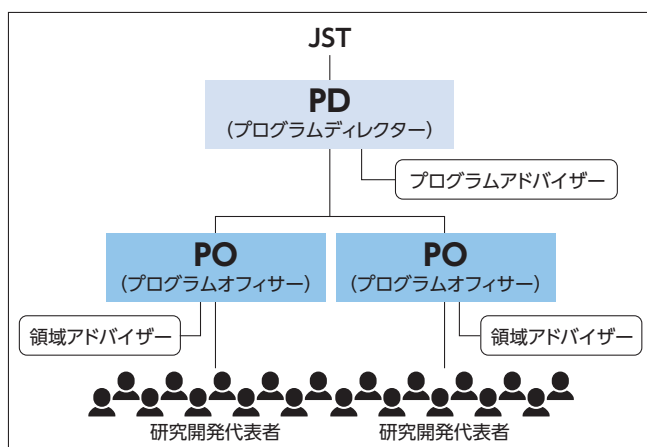 JST
PD
(プログラムディレクター)
プログラムアドバイザー
PO
(プログラムオフィサー)
PO
(プログラムオフィサー)
領域アドバイザー
領域アドバイザー
研究開発代表者
研究開発代表者